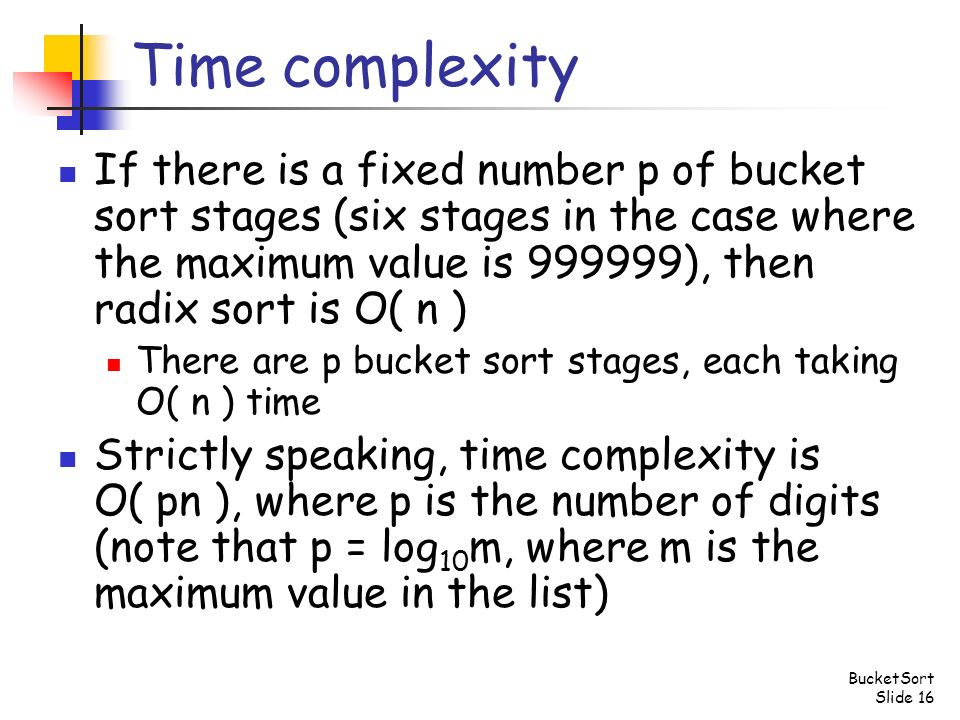 Time complexity
If there is a fixed number p of bucket
sort stages (six stages in the case where
the maximum value is 999999), then
radix sort is O( n )
There are p bucket sort stages, each taking
O( n ) time
Strictly speaking, time complexity is
O( pn ), where p is the number of digits
(note that p = log₁₀m, where m is the
maximum value in the list)
BucketSort
Slide 16